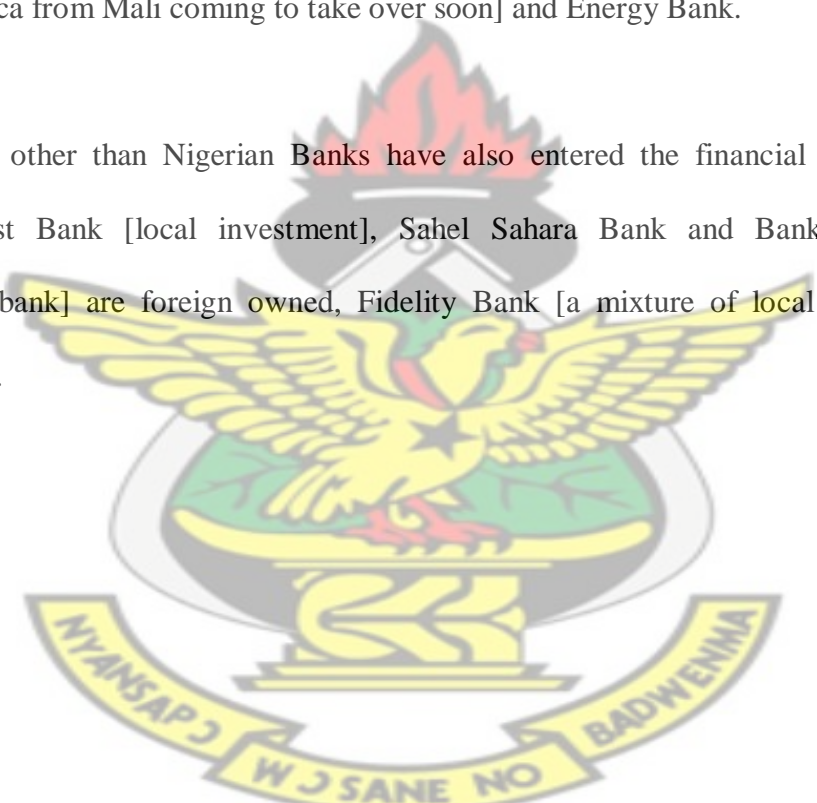 ca from Mali coming to take over soon] and Energy Bank.
other than Nigerian Banks have also entered the financial
st Bank [local investment], Sahel Sahara Bank and Bank
bank] are foreign owned, Fidelity Bank [a mixture of local
NYANSAPƆ WƆSANE NO BADWENMA